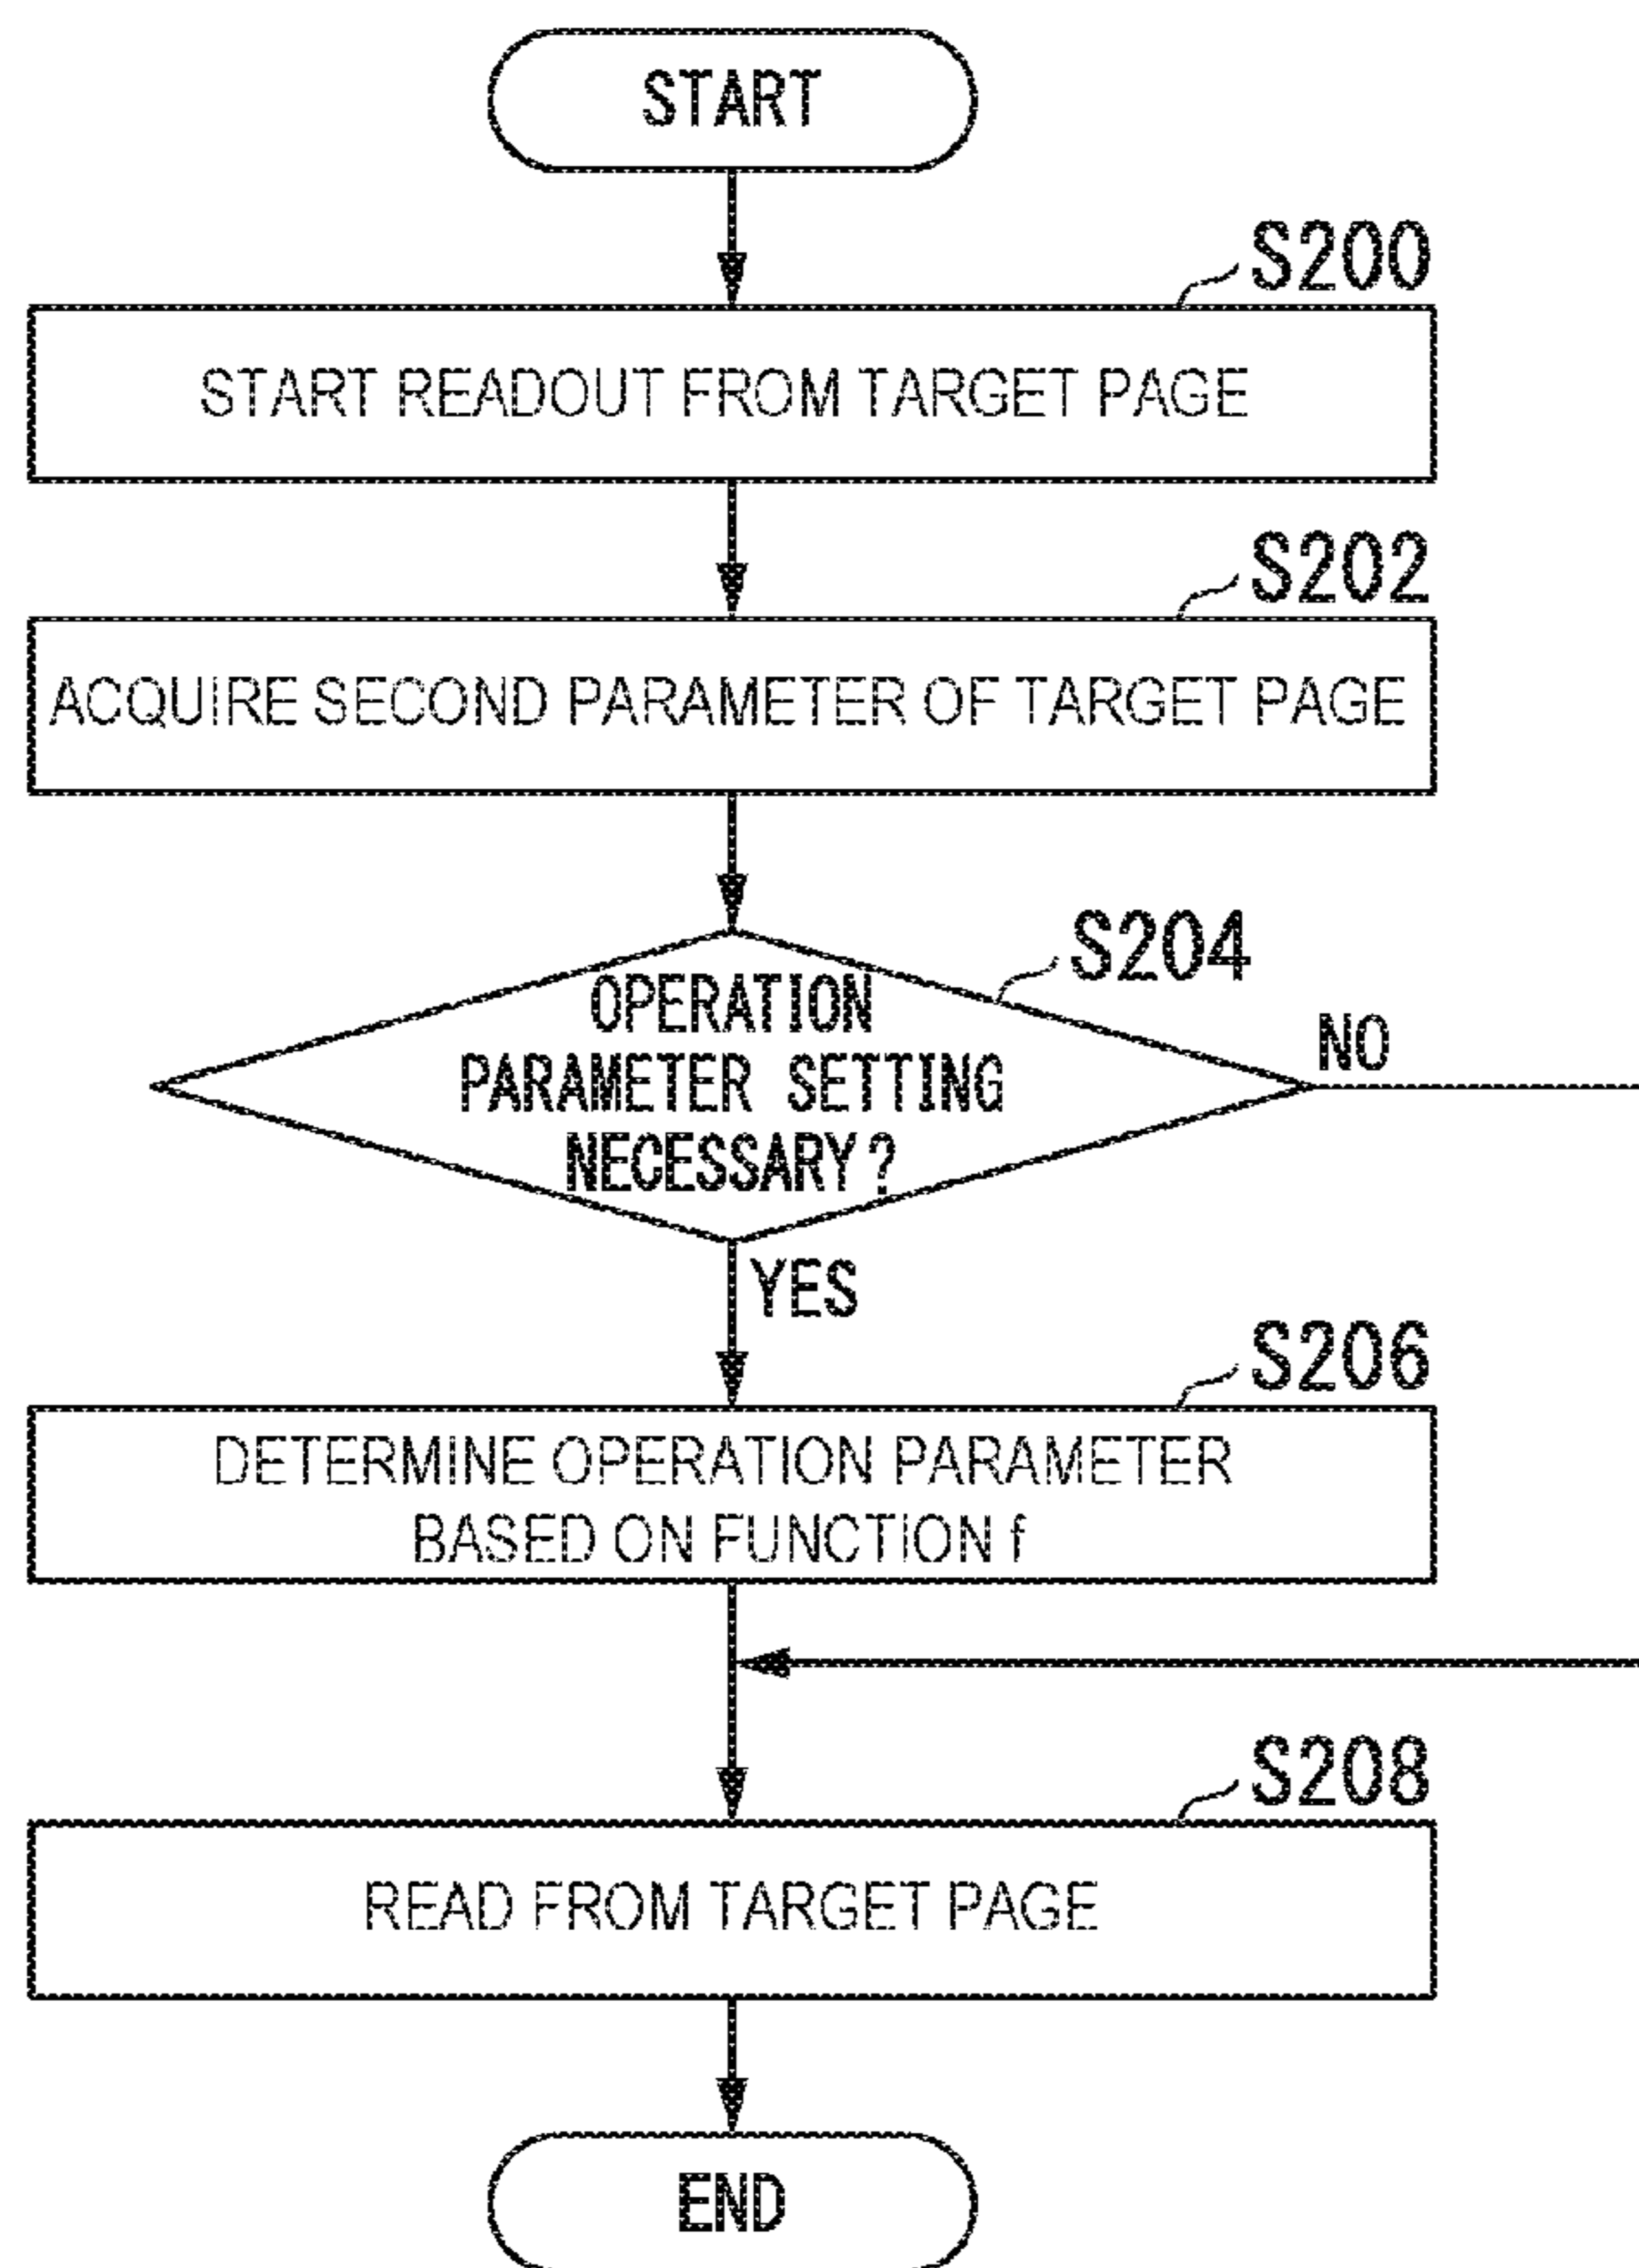 START
S200
START READOUT FROM TARGET PAGE
S202
ACQUIRE SECOND PARAMETER OF TARGET PAGE
S204
OPERATION
PARAMETER SETTING
NECESSARY?
NO
YES
S206
DETERMINE OPERATION PARAMETER
BASED ON FUNCTION f
S208
READ FROM TARGET PAGE
END